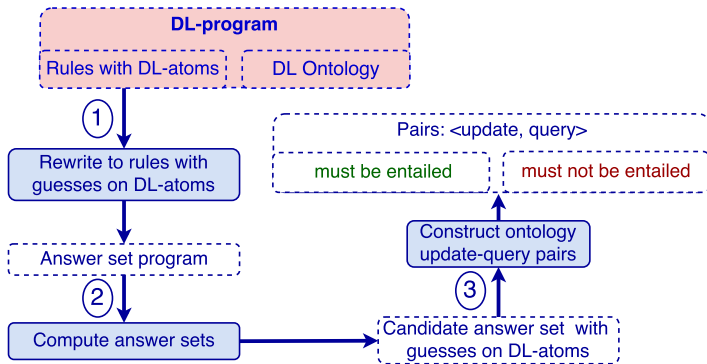 DL-program
Rules with DL-atoms
DL Ontology
1
Rewrite to rules with
guesses on DL-atoms
Answer set program
2
Compute answer sets
Pairs: <update, query>
must be entailed
must not be entailed
Construct ontology
update-query pairs
3
Candidate answer set with
guesses on DL-atoms